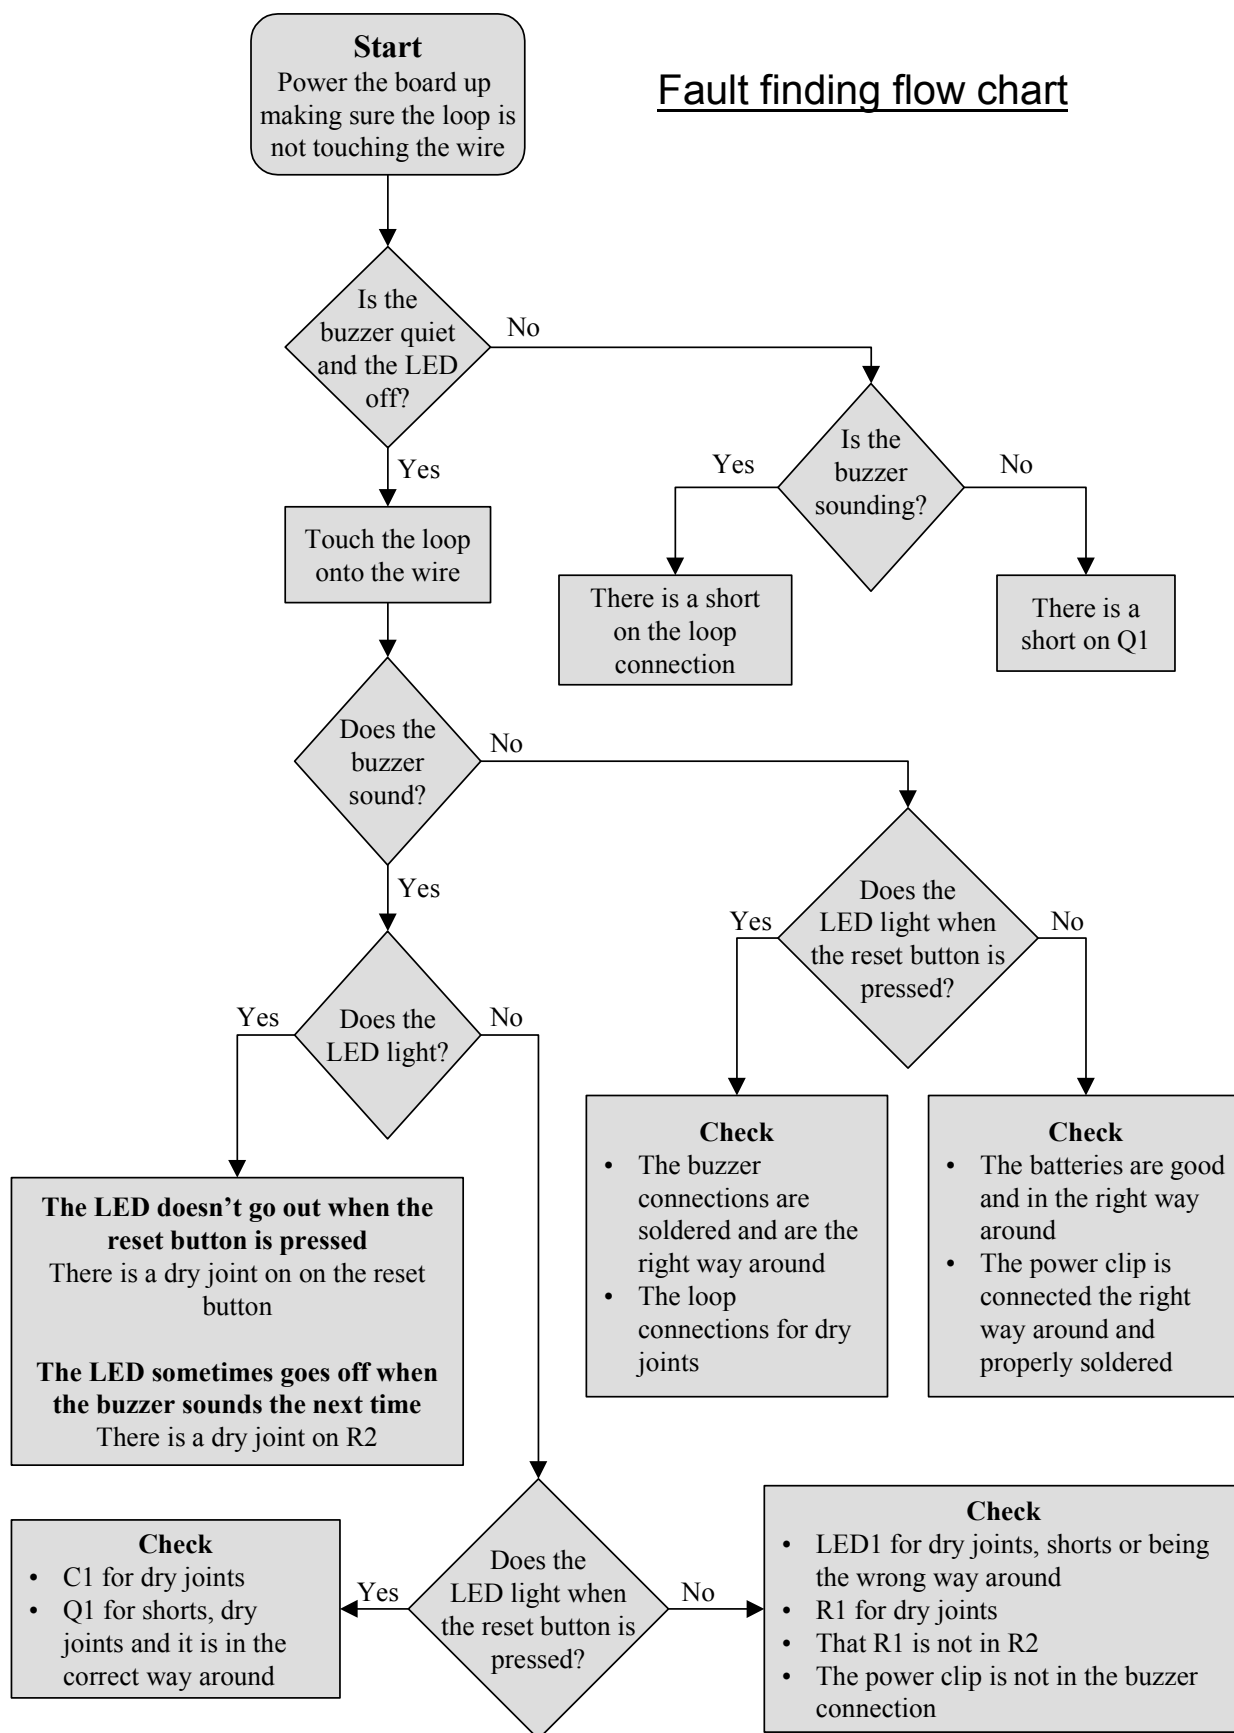 Start
Power the board up
making sure the loop is
not touching the wire
Fault finding flow chart
Is the
buzzer quiet
and the LED
off?
No
Yes
Is the
buzzer
sounding?
Yes
No
Touch the loop
onto the wire
There is a short
on the loop
connection
There is a
short on Q1
Does the
buzzer
sound?
No
Yes
Does the
LED light when
the reset button is
pressed?
Yes
No
Does the
LED light?
Yes
No
Check
• The buzzer
connections are
soldered and are the
right way around
• The loop
connections for dry
joints
Check
• The batteries are good
and in the right way
around
• The power clip is
connected the right
way around and
properly soldered
The LED doesn’t go out when the
reset button is pressed
There is a dry joint on on the reset
button
The LED sometimes goes off when
the buzzer sounds the next time
There is a dry joint on R2
Check
• C1 for dry joints
• Q1 for shorts, dry
joints and it is in the
correct way around
Yes
Does the
LED light when
the reset button is
pressed?
No
Check
• LED1 for dry joints, shorts or being
the wrong way around
• R1 for dry joints
• That R1 is not in R2
• The power clip is not in the buzzer
connection